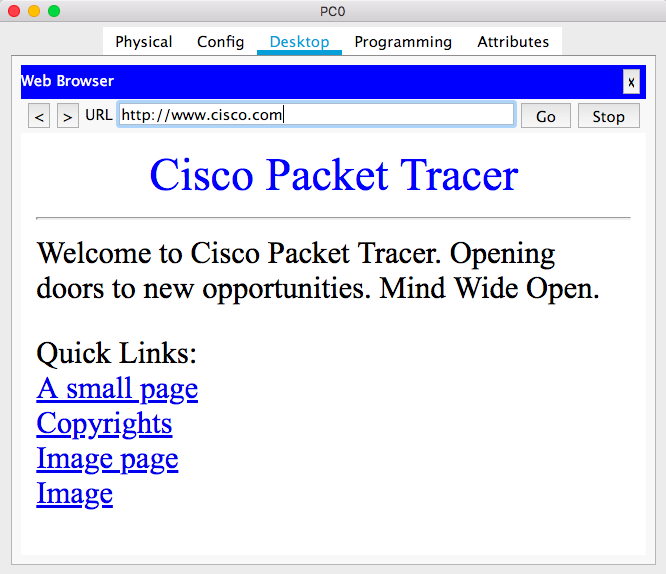 PC0
Physical Config Desktop Programming Attributes
Web Browser x
< > URL http://www.cisco.com Go Stop
Cisco Packet Tracer
Welcome to Cisco Packet Tracer. Opening
doors to new opportunities. Mind Wide Open.
Quick Links:
A small page
Copyrights
Image page
Image